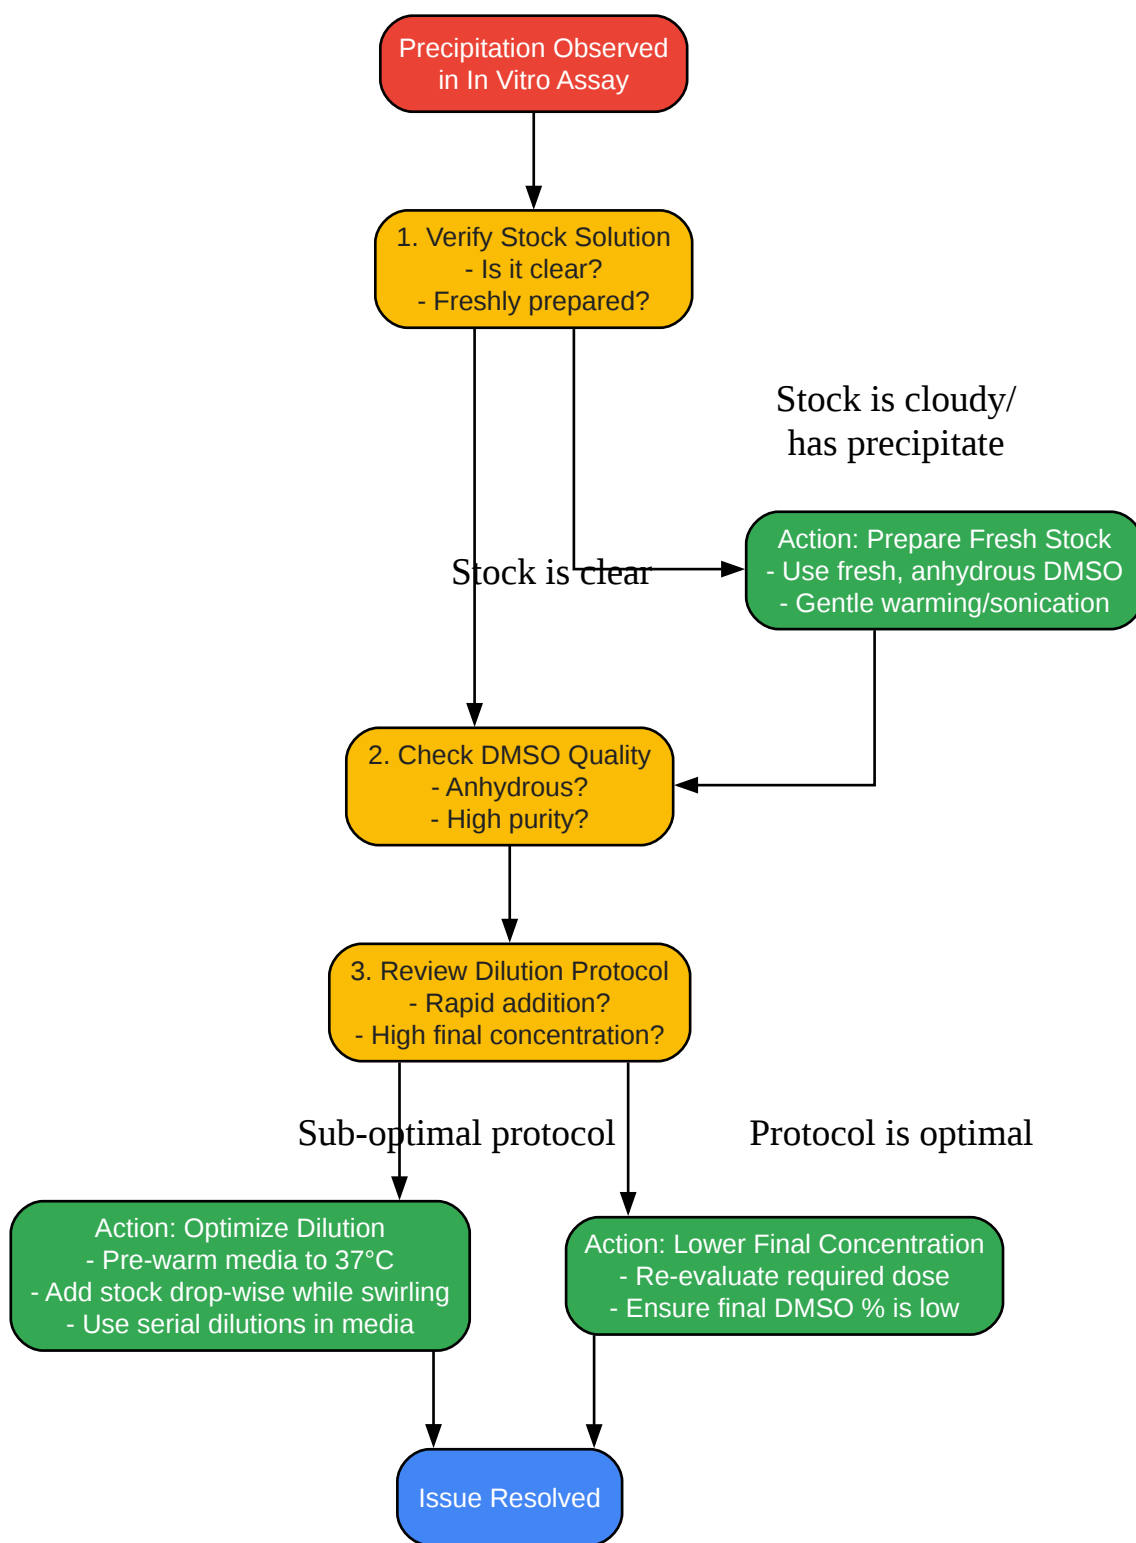 Precipitation Observed
in In Vitro Assay
1. Verify Stock Solution
- Is it clear?
- Freshly prepared?
Stock is cloudy/
has precipitate
Stock is clear
Action: Prepare Fresh Stock
- Use fresh, anhydrous DMSO
- Gentle warming/sonication
2. Check DMSO Quality
- Anhydrous?
- High purity?
3. Review Dilution Protocol
- Rapid addition?
- High final concentration?
Sub-optimal protocol
Protocol is optimal
Action: Optimize Dilution
- Pre-warm media to 37°C
- Add stock drop-wise while swirling
- Use serial dilutions in media
Action: Lower Final Concentration
- Re-evaluate required dose
- Ensure final DMSO % is low
Issue Resolved